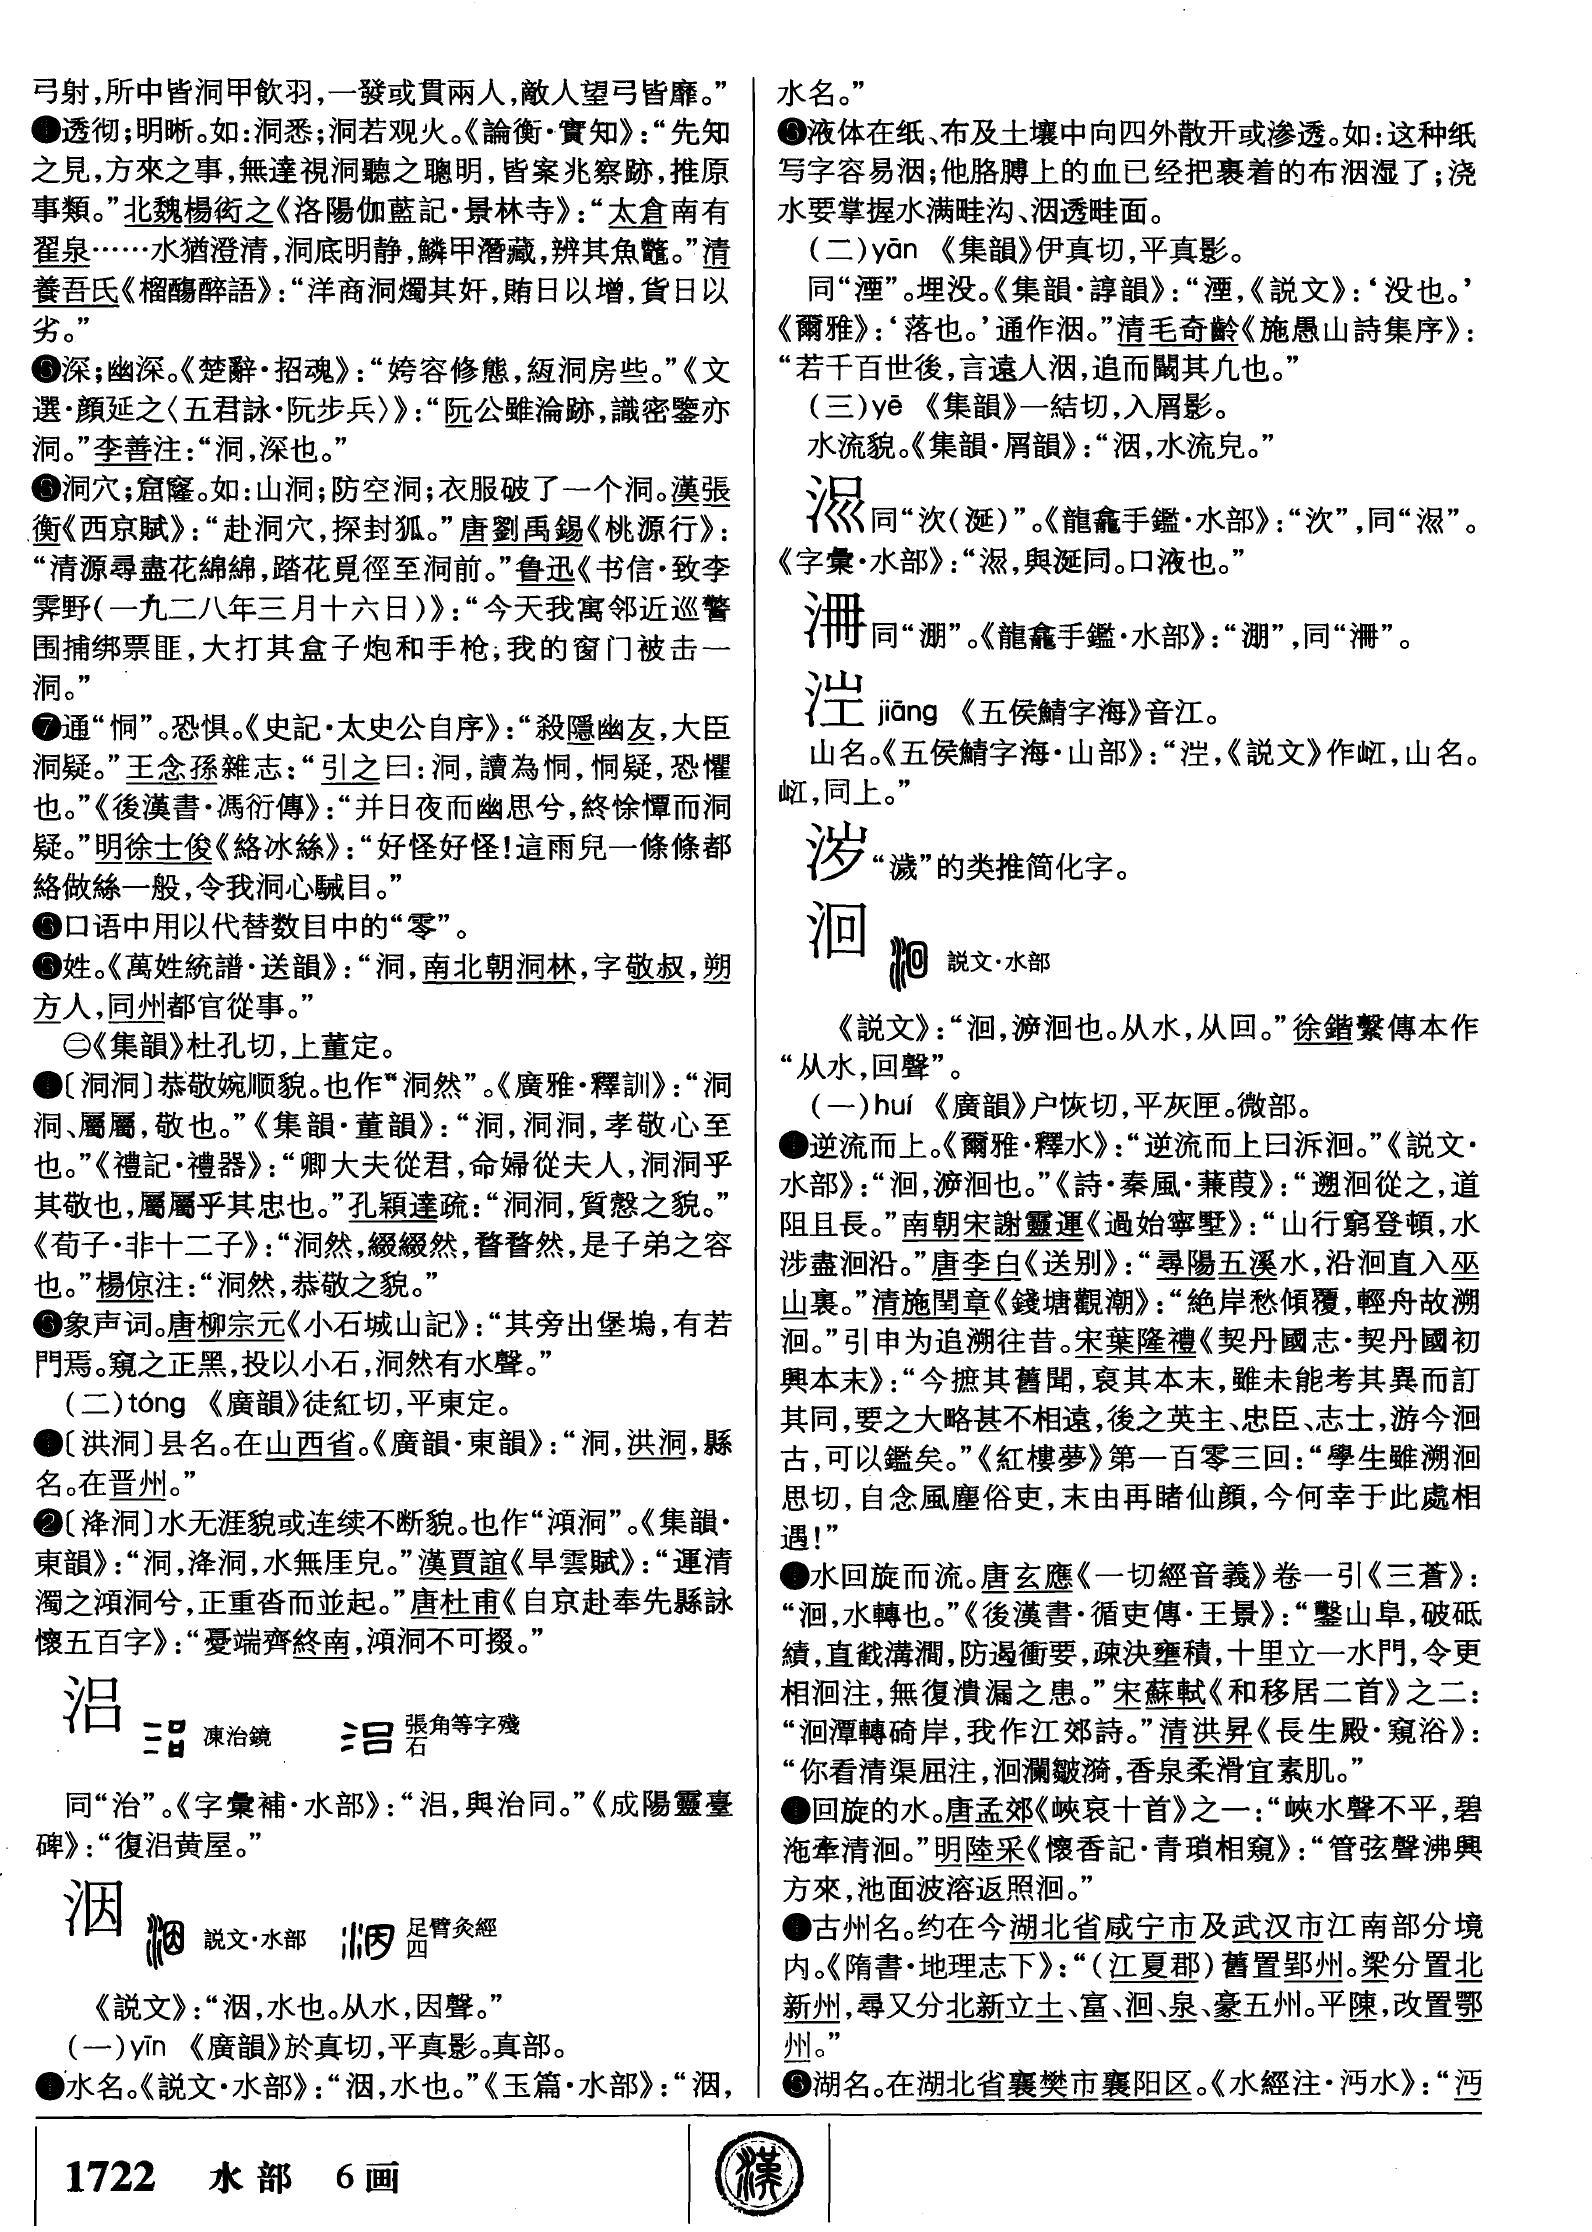 弓射，所中皆洞甲飲羽，一發或貫兩人，敵人望弓皆靡。”
❹透彻；明晰。如：洞悉；洞若观火。《論衡·實知》：“先知
之見，方來之事，無達視洞聽之聰明，皆案兆察跡，推原
事類。”北魏楊衒之《洛陽伽藍記·景林寺》：“太倉南有
翟泉……水猶澄清，洞底明静，鱗甲潛藏，辨其魚鼈。”清
養吾氏《榴觴醉語》：“洋商洞燭其奸，賄日以增，貨日以
劣。”
❺深；幽深。《楚辭·招魂》：“姱容修態，絚洞房些。”《文
選·顔延之〈五君詠·阮步兵〉》：“阮公雖淪跡，識密鑒亦
洞。”李善注：“洞，深也。”
❻洞穴；窟窿。如：山洞；防空洞；衣服破了一个洞。漢張
衡《西京賦》：“赴洞穴，探封狐。”唐劉禹錫《桃源行》：
“清源尋盡花綿綿，踏花覓徑至洞前。”鲁迅《书信·致李
霁野（一九二八年三月十六日）》：“今天我寓邻近巡警
围捕绑票匪，大打其盒子炮和手枪；我的窗门被击一
洞。”
❼通“恫”。恐惧。《史記·太史公自序》：“殺隱幽友，大臣
洞疑。”王念孫雜志：“引之曰：洞，讀為恫，恫疑，恐懼
也。”《後漢書·馮衍傳》：“并日夜而幽思兮，終悇憛而洞
疑。”明徐士俊《絡冰絲》：“好怪好怪！這雨兒一條條都
絡做絲一般，令我洞心駴目。”
❽口语中用以代替数目中的“零”。
❾姓。《萬姓統譜·送韻》：“洞，南北朝洞林，字敬叔，朔
方人，同州都官從事。”
㊁《集韻》杜孔切，上董定。
❶〔洞洞〕恭敬婉顺貌。也作“洞然”。《廣雅·釋訓》：“洞
洞、屬屬，敬也。”《集韻·董韻》：“洞，洞洞，孝敬心至
也。”《禮記·禮器》：“卿大夫從君，命婦從夫人，洞洞乎
其敬也，屬屬乎其忠也。”孔穎達疏：“洞洞，質慤之貌。”
《荀子·非十二子》：“洞然，綴綴然，瞀瞀然，是子弟之容
也。”楊倞注：“洞然，恭敬之貌。”
❷象声词。唐柳宗元《小石城山記》：“其旁出堡塢，有若
門焉。窺之正黑，投以小石，洞然有水聲。”
（二）tóng 《廣韻》徒紅切，平東定。
❶〔洪洞〕县名。在山西省。《廣韻·東韻》：“洞，洪洞，縣
名。在晋州。”
❷〔洚洞〕水无涯貌或连续不断貌。也作“澒洞”。《集韻·
東韻》：“洞，洚洞，水無厓皃。”漢賈誼《旱雲賦》：“運清
濁之澒洞兮，正重沓而並起。”唐杜甫《自京赴奉先縣詠
懷五百字》：“憂端齊終南，澒洞不可掇。”
㳎 湅治鏡 張角等字殘石
同“治”。《字彙補·水部》：“㳎，與治同。”《成陽靈臺
碑》：“復㳎黄屋。”
洇 説文·水部 足臂灸經四
《説文》：“洇，水也。从水，因聲。”
（一）yīn 《廣韻》於真切，平真影。真部。
❶水名。《説文·水部》：“洇，水也。”《玉篇·水部》：“洇，
水名。”
❷液体在纸、布及土壤中向四外散开或渗透。如：这种纸
写字容易洇；他胳膊上的血已经把裹着的布洇湿了；浇
水要掌握水满畦沟、洇透畦面。
（二）yān 《集韻》伊真切，平真影。
同“湮”。埋没。《集韻·諄韻》：“湮，《説文》：‘没也。’
《爾雅》：‘落也。’通作洇。”清毛奇齡《施愚山詩集序》：
“若千百世後，言遠人洇，追而闞其凢也。”
（三）yē 《集韻》一結切，入屑影。
水流貌。《集韻·屑韻》：“洇，水流皃。”
㳄同“㳄（涎）”。《龍龕手鑑·水部》：“㳄”，同“㳭”。
《字彙·水部》：“㳭，與涎同。口液也。”
𣳾同“淜”。《龍龕手鑑·水部》：“淜”，同“𣳾”。
jiāng 《五侯鯖字海》音江。
山名。《五侯鯖字海·山部》：“，《説文》作屸，山名。
屸，同上。”
“濊”的类推简化字。
洄 説文·水部
《説文》：“洄，㴑洄也。从水，从回。”徐鍇繫傳本作
“从水，回聲”。
（一）huí 《廣韻》户恢切，平灰匣。微部。
❶逆流而上。《爾雅·釋水》：“逆流而上曰泝洄。”《説文·
水部》：“洄，㴑洄也。”《詩·秦風·蒹葭》：“遡洄從之，道
阻且長。”南朝宋謝靈運《過始寧墅》：“山行窮登頓，水
涉盡洄沿。”唐李白《送别》：“尋陽五溪水，沿洄直入巫
山裏。”清施閏章《錢塘觀潮》：“絶岸愁傾覆，輕舟故溯
洄。”引申为追溯往昔。宋葉隆禮《契丹國志·契丹國初
興本末》：“今摭其舊聞，裒其本末，雖未能考其異而訂
其同，要之大略甚不相遠，後之英主、忠臣、志士，游今洄
古，可以鑑矣。”《紅樓夢》第一百零三回：“學生雖溯洄
思切，自念風塵俗吏，末由再睹仙顔，今何幸于此處相
遇！”
❷水回旋而流。唐玄應《一切經音義》卷一引《三蒼》：
“洄，水轉也。”《後漢書·循吏傳·王景》：“鑿山阜，破砥
績，直截溝澗，防遏衝要，疎決壅積，十里立一水門，令更
相洄注，無復潰漏之患。”宋蘇軾《和移居二首》之二：
“洄潭轉碕岸，我作江郊詩。”清洪昇《長生殿·窺浴》：
“你看清渠屈注，洄瀾皺漪，香泉柔滑宜素肌。”
❸回旋的水。唐孟郊《峽哀十首》之一：“峽水聲不平，碧
沲牽清洄。”明陸采《懷香記·青瑣相窺》：“管弦聲沸興
方來，池面波溶返照洄。”
❹古州名。约在今湖北省咸宁市及武汉市江南部分境
内。《隋書·地理志下》：“（江夏郡）舊置郢州。梁分置北
新州，尋又分北新立土、富、洄、泉、豪五州。平陳，改置鄂
州。”
❺湖名。在湖北省襄樊市襄阳区。《水經注·沔水》：“沔
1722 水部 6画
漢